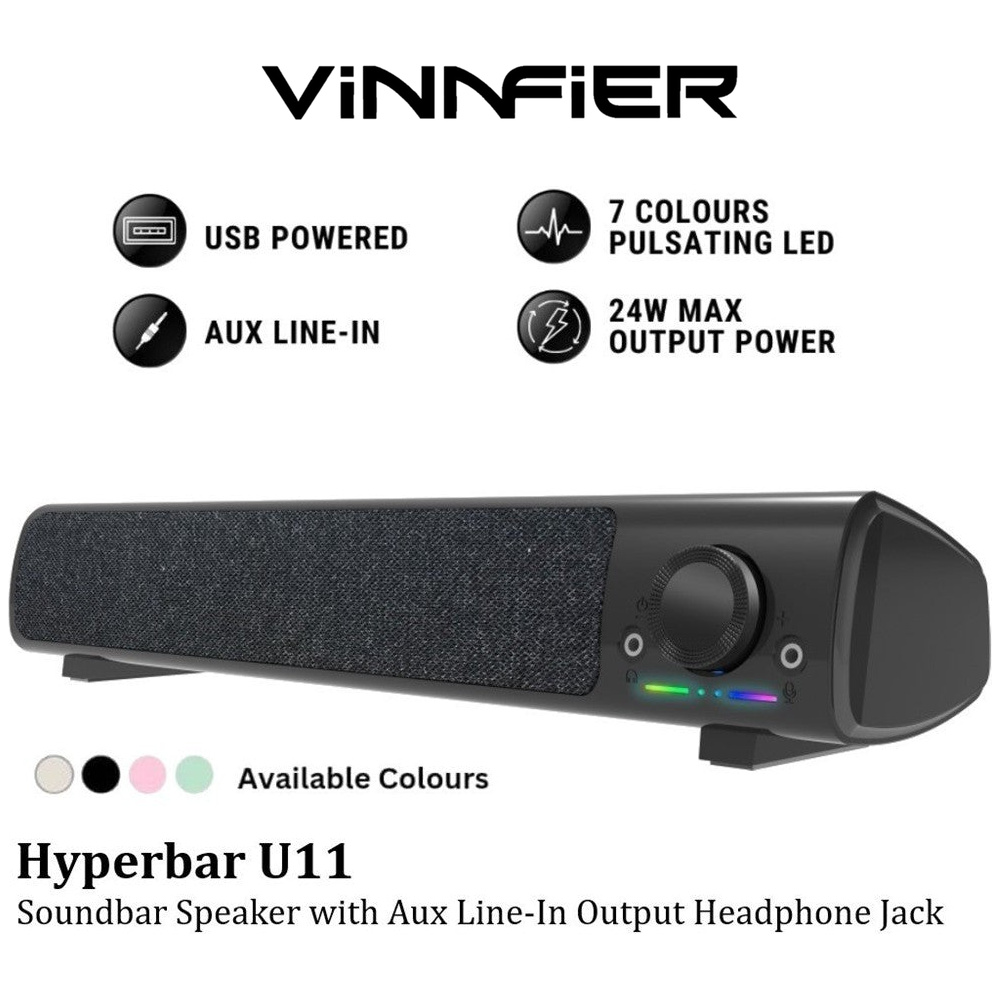 ViNNFiER
USB POWERED
7 COLOURS
PULSATING LED
AUX LINE-IN
24W MAX
OUTPUT POWER
Available Colours
Hyperbar U11
Soundbar Speaker with Aux Line-In Output Headphone Jack